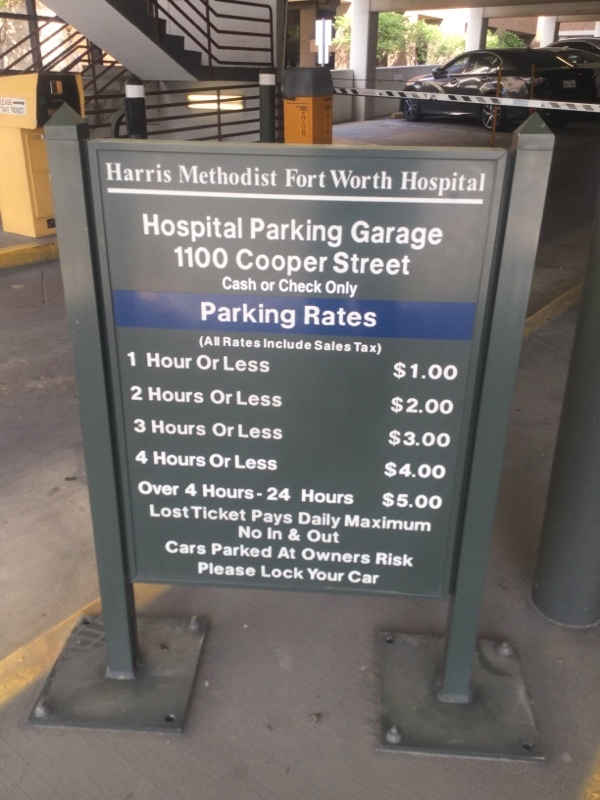 PLEASE
TAKE TICKET
Harris Methodist Fort Worth Hospital
Hospital Parking Garage
1100 Cooper Street
Cash or Check Only
Parking Rates
(All Rates Include Sales Tax)
1 Hour Or Less $1.00
2 Hours Or Less $2.00
3 Hours Or Less $3.00
4 Hours Or Less $4.00
Over 4 Hours - 24 Hours $5.00
Lost Ticket Pays Daily Maximum
No In & Out
Cars Parked At Owners Risk
Please Lock Your Car